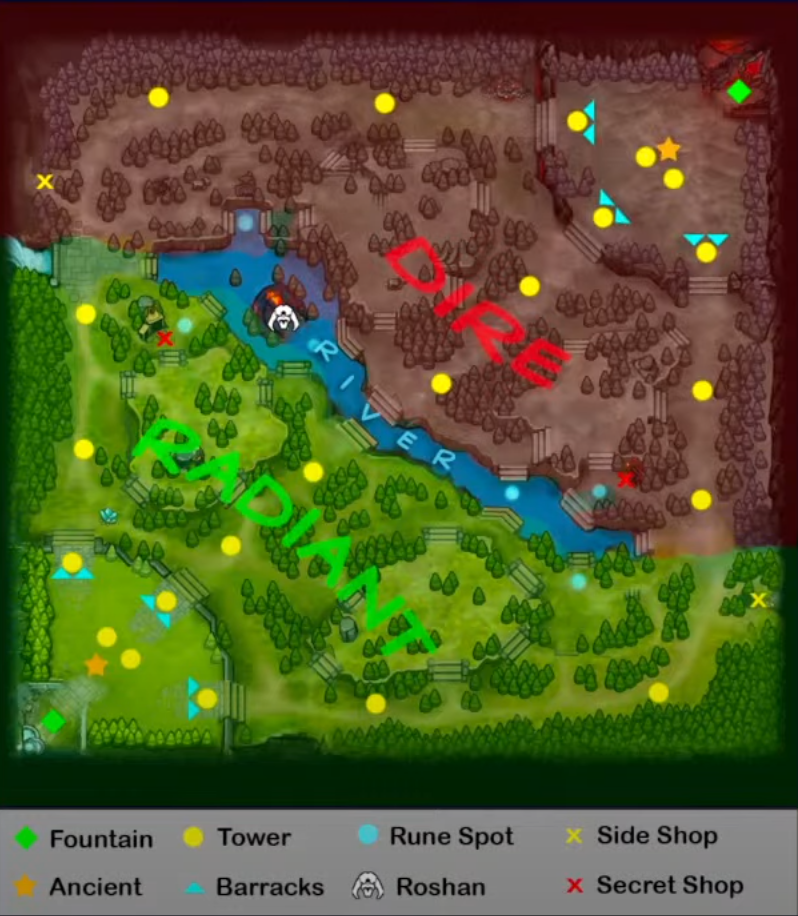 DIRE
RIVER
RADIANT
Fountain Tower Rune Spot Side Shop
Ancient Barracks Roshan Secret Shop